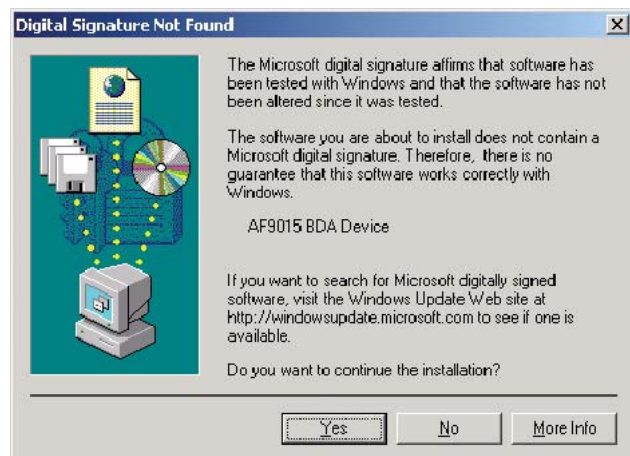 Digital Signature Not Found
The Microsoft digital signature affirms that software has
been tested with Windows and that the software has not
been altered since it was tested.
The software you are about to install does not contain a
Microsoft digital signature. Therefore, there is no
guarantee that this software works correctly with
Windows.
AF9015 BDA Device
If you want to search for Microsoft digitally signed
software, visit the Windows Update Web site at
http://windowsupdate.microsoft.com to see if one is
available.
Do you want to continue the installation?
Yes
No
More Info